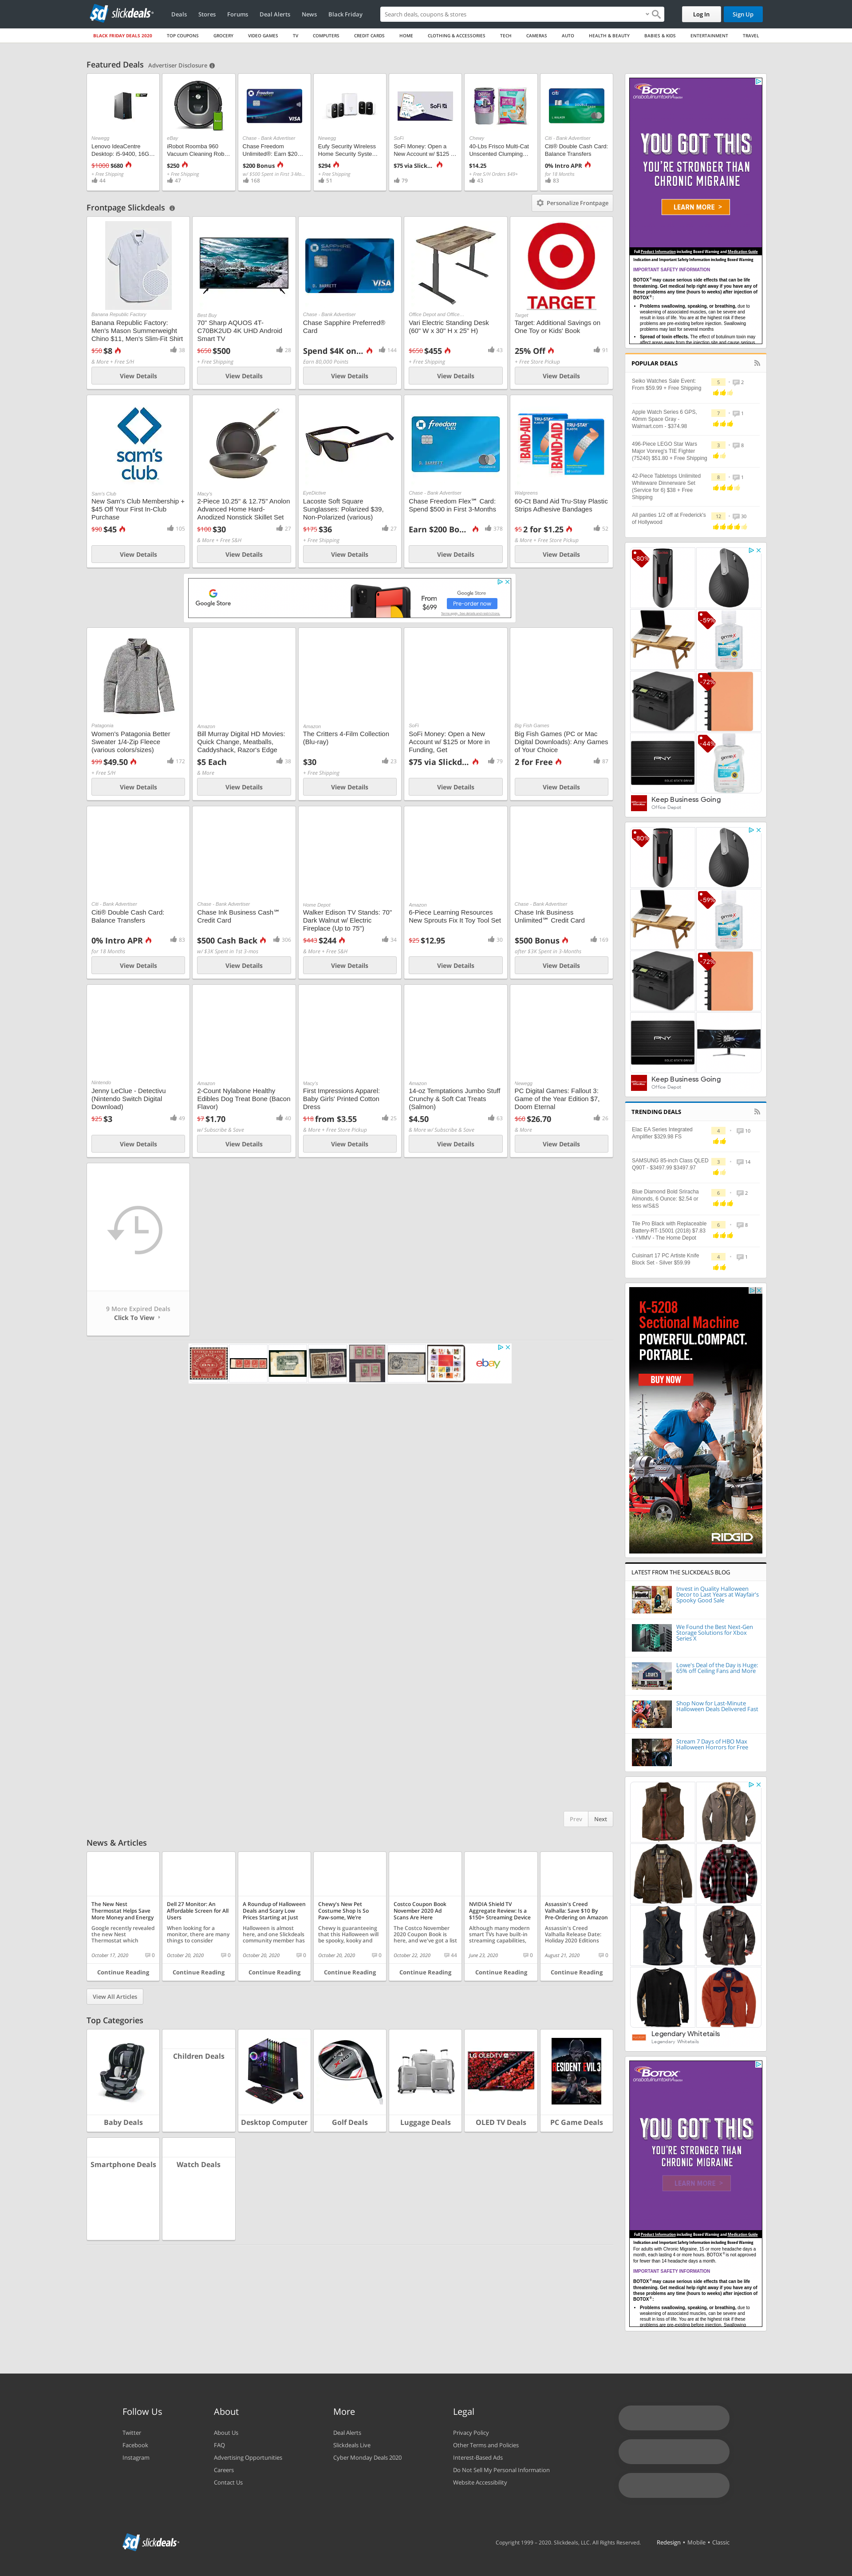 sd slickdeals
Deals
Stores
Forums
Deal Alerts
News
Black Friday
Search deals, coupons & stores
Log In
Sign Up
BLACK FRIDAY DEALS 2020
TOP COUPONS
GROCERY
VIDEO GAMES
TV
COMPUTERS
CREDIT CARDS
HOME
CLOTHING & ACCESSORIES
TECH
CAMERAS
AUTO
HEALTH & BEAUTY
BABIES & KIDS
ENTERTAINMENT
TRAVEL
Featured Deals Advertiser Disclosure
Newegg
Lenovo IdeaCentre
Desktop: i5-9400, 16G...
$1000 $680
+ Free Shipping
44
eBay
iRobot Roomba 960
Vacuum Cleaning Rob...
$250
+ Free Shipping
47
Chase - Bank Advertiser
Chase Freedom
Unlimited®: Earn $20...
$200 Bonus
w/ $500 Spent in First 3-Mo...
168
Newegg
Eufy Security Wireless
Home Security Syste...
$294
+ Free Shipping
51
SoFi
SoFi Money: Open a
New Account w/ $125 ...
$75 via Slick...
79
Chewy
40-Lbs Frisco Multi-Cat
Unscented Clumping...
$14.25
+ Free S/H Orders $49+
43
Citi - Bank Advertiser
Citi® Double Cash Card:
Balance Transfers
0% Intro APR
for 18 Months
83
Frontpage Slickdeals
Personalize Frontpage
Banana Republic Factory
Banana Republic Factory:
Men's Mason Summerweight
Chino $11, Men's Slim-Fit Shirt
$50 $8
38
& More + Free S/H
View Details
Best Buy
70" Sharp AQUOS 4T-
C70BK2UD 4K UHD Android
Smart TV
$650 $500
28
+ Free Shipping
View Details
Chase - Bank Advertiser
Chase Sapphire Preferred®
Card
Spend $4K on...
144
Earn 80,000 Points
View Details
Office Depot and Office...
Vari Electric Standing Desk
(60" W x 30" H x 25" H)
$650 $455
43
+ Free Shipping
View Details
TARGET
Target
Target: Additional Savings on
One Toy or Kids' Book
25% Off
91
+ Free Store Pickup
View Details
sam's club
Sam's Club
New Sam's Club Membership +
$45 Off Your First In-Club
Purchase
$90 $45
105
View Details
Macy's
2-Piece 10.25" & 12.75" Anolon
Advanced Home Hard-
Anodized Nonstick Skillet Set
$100 $30
27
& More + Free S&H
View Details
EyeDictive
Lacoste Soft Square
Sunglasses: Polarized $39,
Non-Polarized (various)
$175 $36
27
+ Free Shipping
View Details
freedom FLEX
Chase - Bank Advertiser
Chase Freedom Flex℠ Card:
Spend $500 in First 3-Months
Earn $200 Bo...
378
View Details
BAND-AID
TRU-STAY
Walgreens
60-Ct Band Aid Tru-Stay Plastic
Strips Adhesive Bandages
$5 2 for $1.25
52
& More + Free Store Pickup
View Details
Google Store
From
$699
Google Store
Pre-order now
Patagonia
Women's Patagonia Better
Sweater 1/4-Zip Fleece
(various colors/sizes)
$99 $49.50
172
+ Free S/H
View Details
Amazon
Bill Murray Digital HD Movies:
Quick Change, Meatballs,
Caddyshack, Razor's Edge
$5 Each
38
& More
View Details
Amazon
The Critters 4-Film Collection
(Blu-ray)
$30
23
+ Free Shipping
View Details
SoFi
SoFi Money: Open a New
Account w/ $125 or More in
Funding, Get
$75 via Slickd...
79
View Details
Big Fish Games
Big Fish Games (PC or Mac
Digital Downloads): Any Games
of Your Choice
2 for Free
87
View Details
Citi - Bank Advertiser
Citi® Double Cash Card:
Balance Transfers
0% Intro APR
83
for 18 Months
View Details
Chase - Bank Advertiser
Chase Ink Business Cash℠
Credit Card
$500 Cash Back
306
w/ $3K Spent in 1st 3-mos
View Details
Home Depot
Walker Edison TV Stands: 70"
Dark Walnut w/ Electric
Fireplace (Up to 75")
$443 $244
34
& More + Free S&H
View Details
Amazon
6-Piece Learning Resources
New Sprouts Fix It Toy Tool Set
$25 $12.95
30
View Details
Chase - Bank Advertiser
Chase Ink Business
Unlimited℠ Credit Card
$500 Bonus
169
after $3K Spent in 3-Months
View Details
Nintendo
Jenny LeClue - Detectivu
(Nintendo Switch Digital
Download)
$25 $3
49
View Details
Amazon
2-Count Nylabone Healthy
Edibles Dog Treat Bone (Bacon
Flavor)
$7 $1.70
40
w/ Subscribe & Save
View Details
Macy's
First Impressions Apparel:
Baby Girls' Printed Cotton
Dress
$18 from $3.55
25
& More + Free Store Pickup
View Details
Amazon
14-oz Temptations Jumbo Stuff
Crunchy & Soft Cat Treats
(Salmon)
$4.50
63
& More w/ Subscribe & Save
View Details
Newegg
PC Digital Games: Fallout 3:
Game of the Year Edition $7,
Doom Eternal
$60 $26.70
26
& More
View Details
9 More Expired Deals
Click To View
ebay
Prev
Next
News & Articles
The New Nest
Thermostat Helps Save
More Money and Energy
Google recently revealed
the new Nest
Thermostat which
October 17, 2020
0
Continue Reading
Dell 27 Monitor: An
Affordable Screen for All
Users
When looking for a
monitor, there are many
things to consider
October 20, 2020
0
Continue Reading
A Roundup of Halloween
Deals and Scary Low
Prices Starting at Just
Halloween is almost
here, and one Slickdeals
community member has
October 20, 2020
0
Continue Reading
Chewy's New Pet
Costume Shop Is So
Paw-some, We're
Chewy is guaranteeing
that this Halloween will
be spooky, kooky and
October 20, 2020
0
Continue Reading
Costco Coupon Book
November 2020 Ad
Scans Are Here
The Costco November
2020 Coupon Book is
here, and we've got a list
October 22, 2020
44
Continue Reading
NVIDIA Shield TV
Aggregate Review: Is a
$150+ Streaming Device
Although many modern
smart TVs have built-in
streaming capabilities,
June 23, 2020
0
Continue Reading
Assassin's Creed
Valhalla: Save $10 By
Pre-Ordering on Amazon
Assassin's Creed
Valhalla Release Date:
Holiday 2020 Editions
August 21, 2020
0
Continue Reading
View All Articles
Top Categories
Baby Deals
Children Deals
Desktop Computer
Golf Deals
Luggage Deals
LG OLED TV
OLED TV Deals
RESIDENT EVIL 3
PC Game Deals
Smartphone Deals
Watch Deals
BOTOX
onabotulinumtoxinA
YOU GOT THIS
YOU'RE STRONGER THAN
CHRONIC MIGRAINE
LEARN MORE >
Full Product Information including Boxed Warning and Medication Guide
Indication and Important Safety Information including Boxed Warning
IMPORTANT SAFETY INFORMATION
BOTOX® may cause serious side effects that can be life
threatening. Get medical help right away if you have any of
these problems any time (hours to weeks) after injection of
BOTOX®:
• Problems swallowing, speaking, or breathing, due to
weakening of associated muscles, can be severe and
result in loss of life. You are at the highest risk if these
problems are pre-existing before injection. Swallowing
problems may last for several months.
• Spread of toxin effects. The effect of botulinum toxin may
affect areas away from the injection site and cause serious
POPULAR DEALS
Seiko Watches Sale Event:
From $59.99 + Free Shipping
5
2
Apple Watch Series 6 GPS,
40mm Space Gray -
Walmart.com - $374.98
7
1
496-Piece LEGO Star Wars
Major Vonreg's TIE Fighter
(75240) $51.80 + Free Shipping
3
8
42-Piece Tabletops Unlimited
Whiteware Dinnerware Set
(Service for 6) $38 + Free
Shipping
8
1
All parties 1/2 off at Frederick's
of Hollywood
12
30
-80%
-59%
-72%
-44%
PNY
Keep Business Going
Office Depot
-80%
-59%
-72%
PNY
Keep Business Going
Office Depot
TRENDING DEALS
Elac EA Series Integrated
Amplifier $329.98 FS
4
10
SAMSUNG 85-inch Class QLED
Q90T - $3497.99 $3497.97
3
14
Blue Diamond Bold Sriracha
Almonds, 6 Ounce: $2.54 or
less w/S&S
6
2
Tile Pro Black with Replaceable
Battery-RT-15001 (2018) $7.83
- YMMV - The Home Depot
6
8
Cuisinart 17 PC Artiste Knife
Block Set - Silver $59.99
4
1
K-5208
Sectional Machine
POWERFUL.COMPACT.
PORTABLE.
BUY NOW
RIDGID
LATEST FROM THE SLICKDEALS BLOG
Invest in Quality Halloween
Decor to Last Years at Wayfair's
Spooky Good Sale
We Found the Best Next-Gen
Storage Solutions for Xbox
Series X
Lowe's Deal of the Day is Huge:
65% off Ceiling Fans and More
Shop Now for Last-Minute
Halloween Deals Delivered Fast
Stream 7 Days of HBO Max
Halloween Horrors for Free
Legendary Whitetails
Legendary Whitetails
BOTOX
onabotulinumtoxinA
YOU GOT THIS
YOU'RE STRONGER THAN
CHRONIC MIGRAINE
LEARN MORE >
Full Product Information including Boxed Warning and Medication Guide
Indication and Important Safety Information including Boxed Warning
For adults with Chronic Migraine, 15 or more headache days a
month, each lasting 4 or more hours. BOTOX® is not approved
for fewer than 14 headache days a month.
IMPORTANT SAFETY INFORMATION
BOTOX® may cause serious side effects that can be life
threatening. Get medical help right away if you have any of
these problems any time (hours to weeks) after injection of
BOTOX®:
• Problems swallowing, speaking, or breathing, due to
weakening of associated muscles, can be severe and
result in loss of life. You are at the highest risk if these
problems are pre-existing before injection. Swallowing
Follow Us
Twitter
Facebook
Instagram
About
About Us
FAQ
Advertising Opportunities
Careers
Contact Us
More
Deal Alerts
Slickdeals Live
Cyber Monday Deals 2020
Legal
Privacy Policy
Other Terms and Policies
Interest-Based Ads
Do Not Sell My Personal Information
Website Accessibility
sd slickdeals
Copyright 1999 - 2020. Slickdeals, LLC. All Rights Reserved.
Redesign • Mobile • Classic